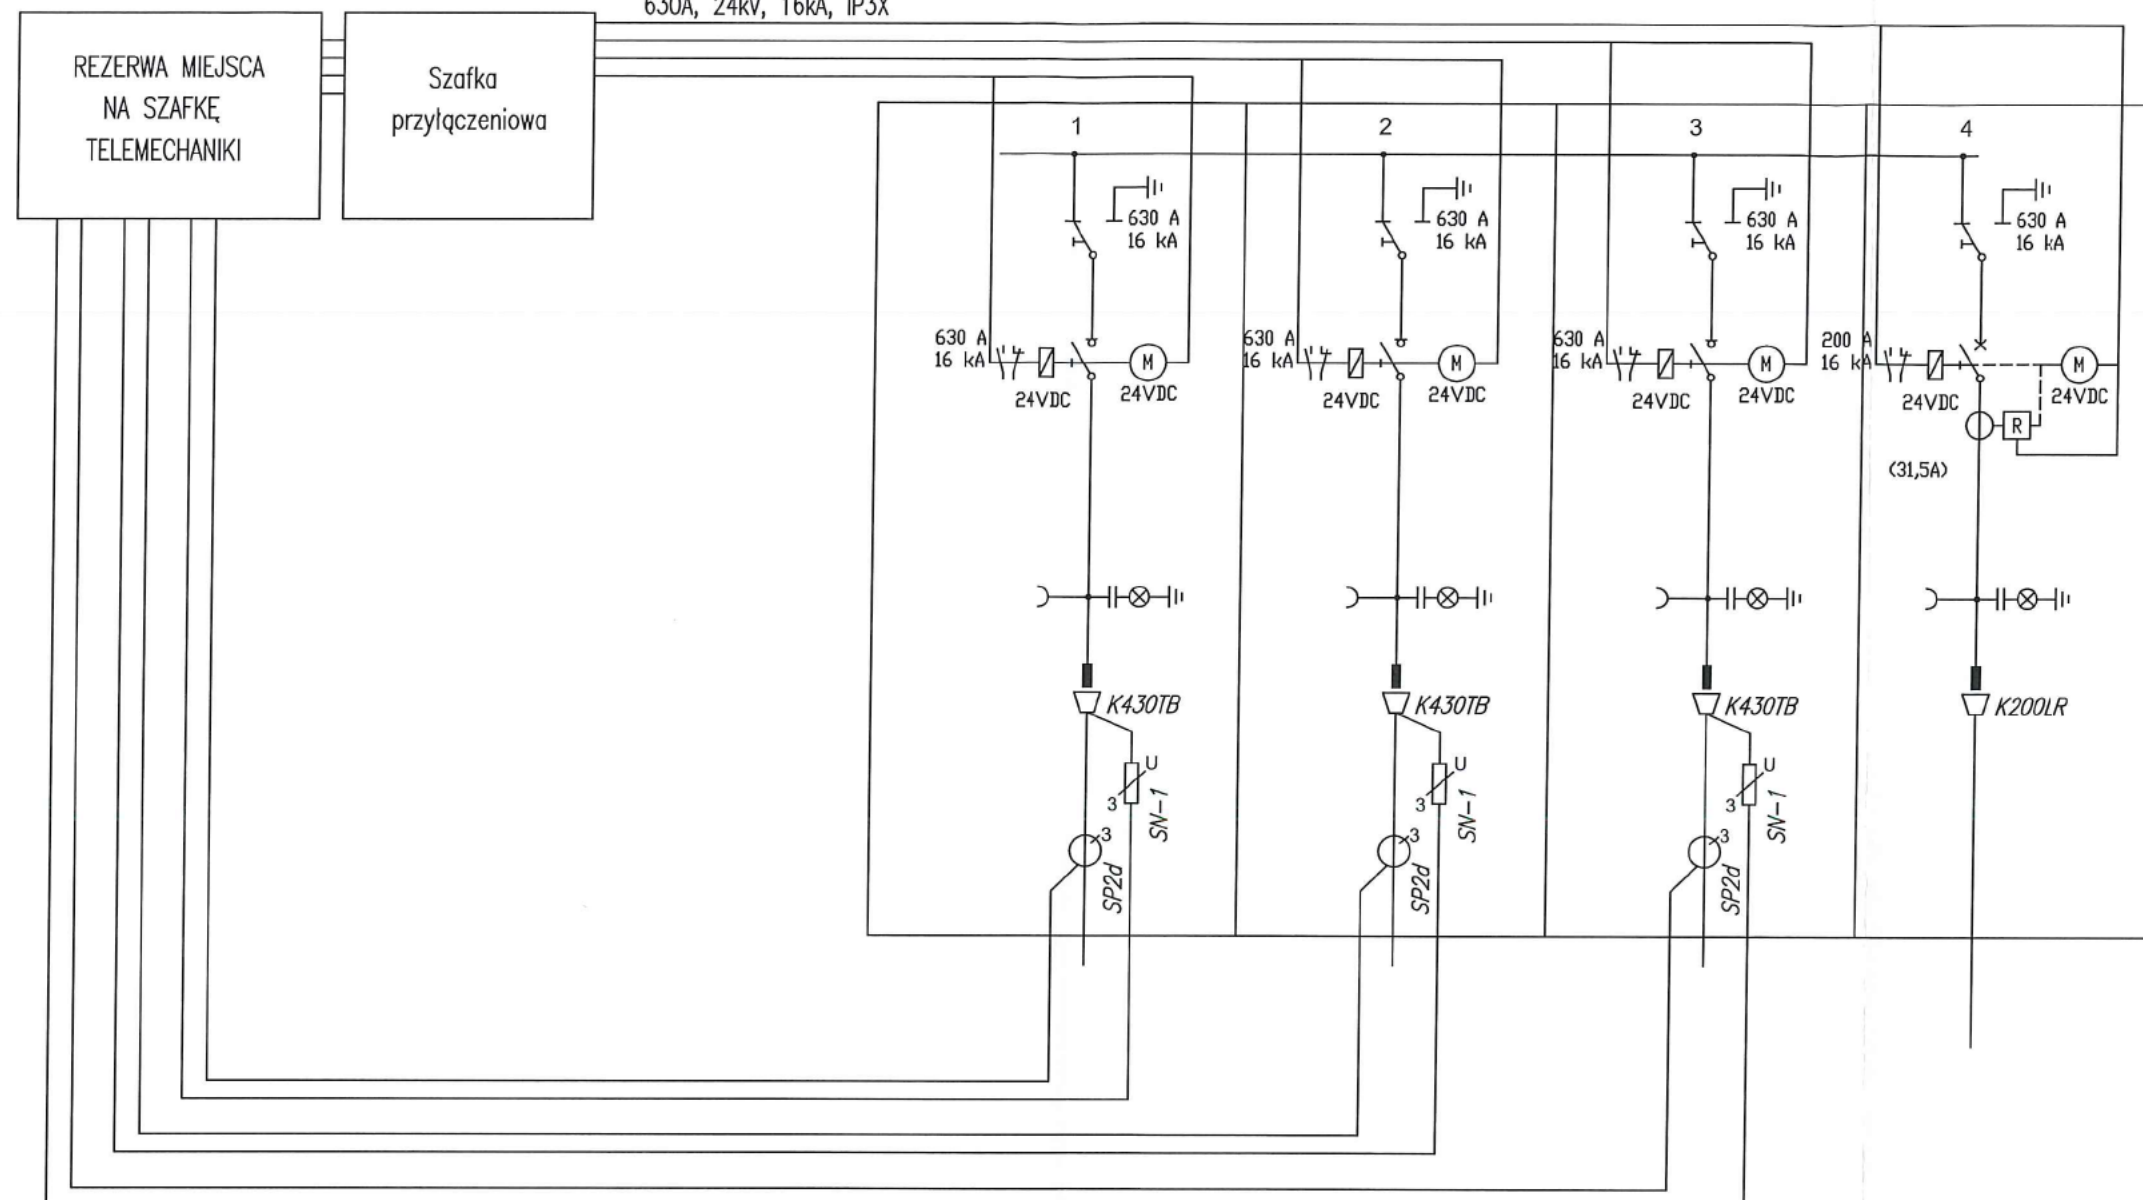 630A, 24kV, 16kA, IP3X
REZERWA MIEJSCA
NA SZAFKĘ
TELEMECHANIKI
Szafka
przyłączeniowa
1
2
3
4
630 A
16 kA
630 A
16 kA
630 A
16 kA
630 A
16 kA
630 A
16 kA
M
24VDC
24VDC
630 A
16 kA
M
24VDC
24VDC
630 A
16 kA
M
24VDC
24VDC
200 A
16 kA
M
24VDC
24VDC
R
(31,5A)
K430TB
K430TB
K430TB
K200LR
U
3
SN-1
3
SP2d
U
3
SN-1
3
SP2d
U
3
SN-1
3
SP2d